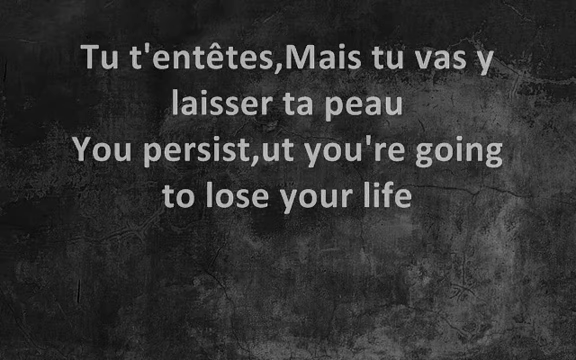 Tu t'entêtes,Mais tu vas y
laisser ta peau
You persist,ut you're going
to lose your life